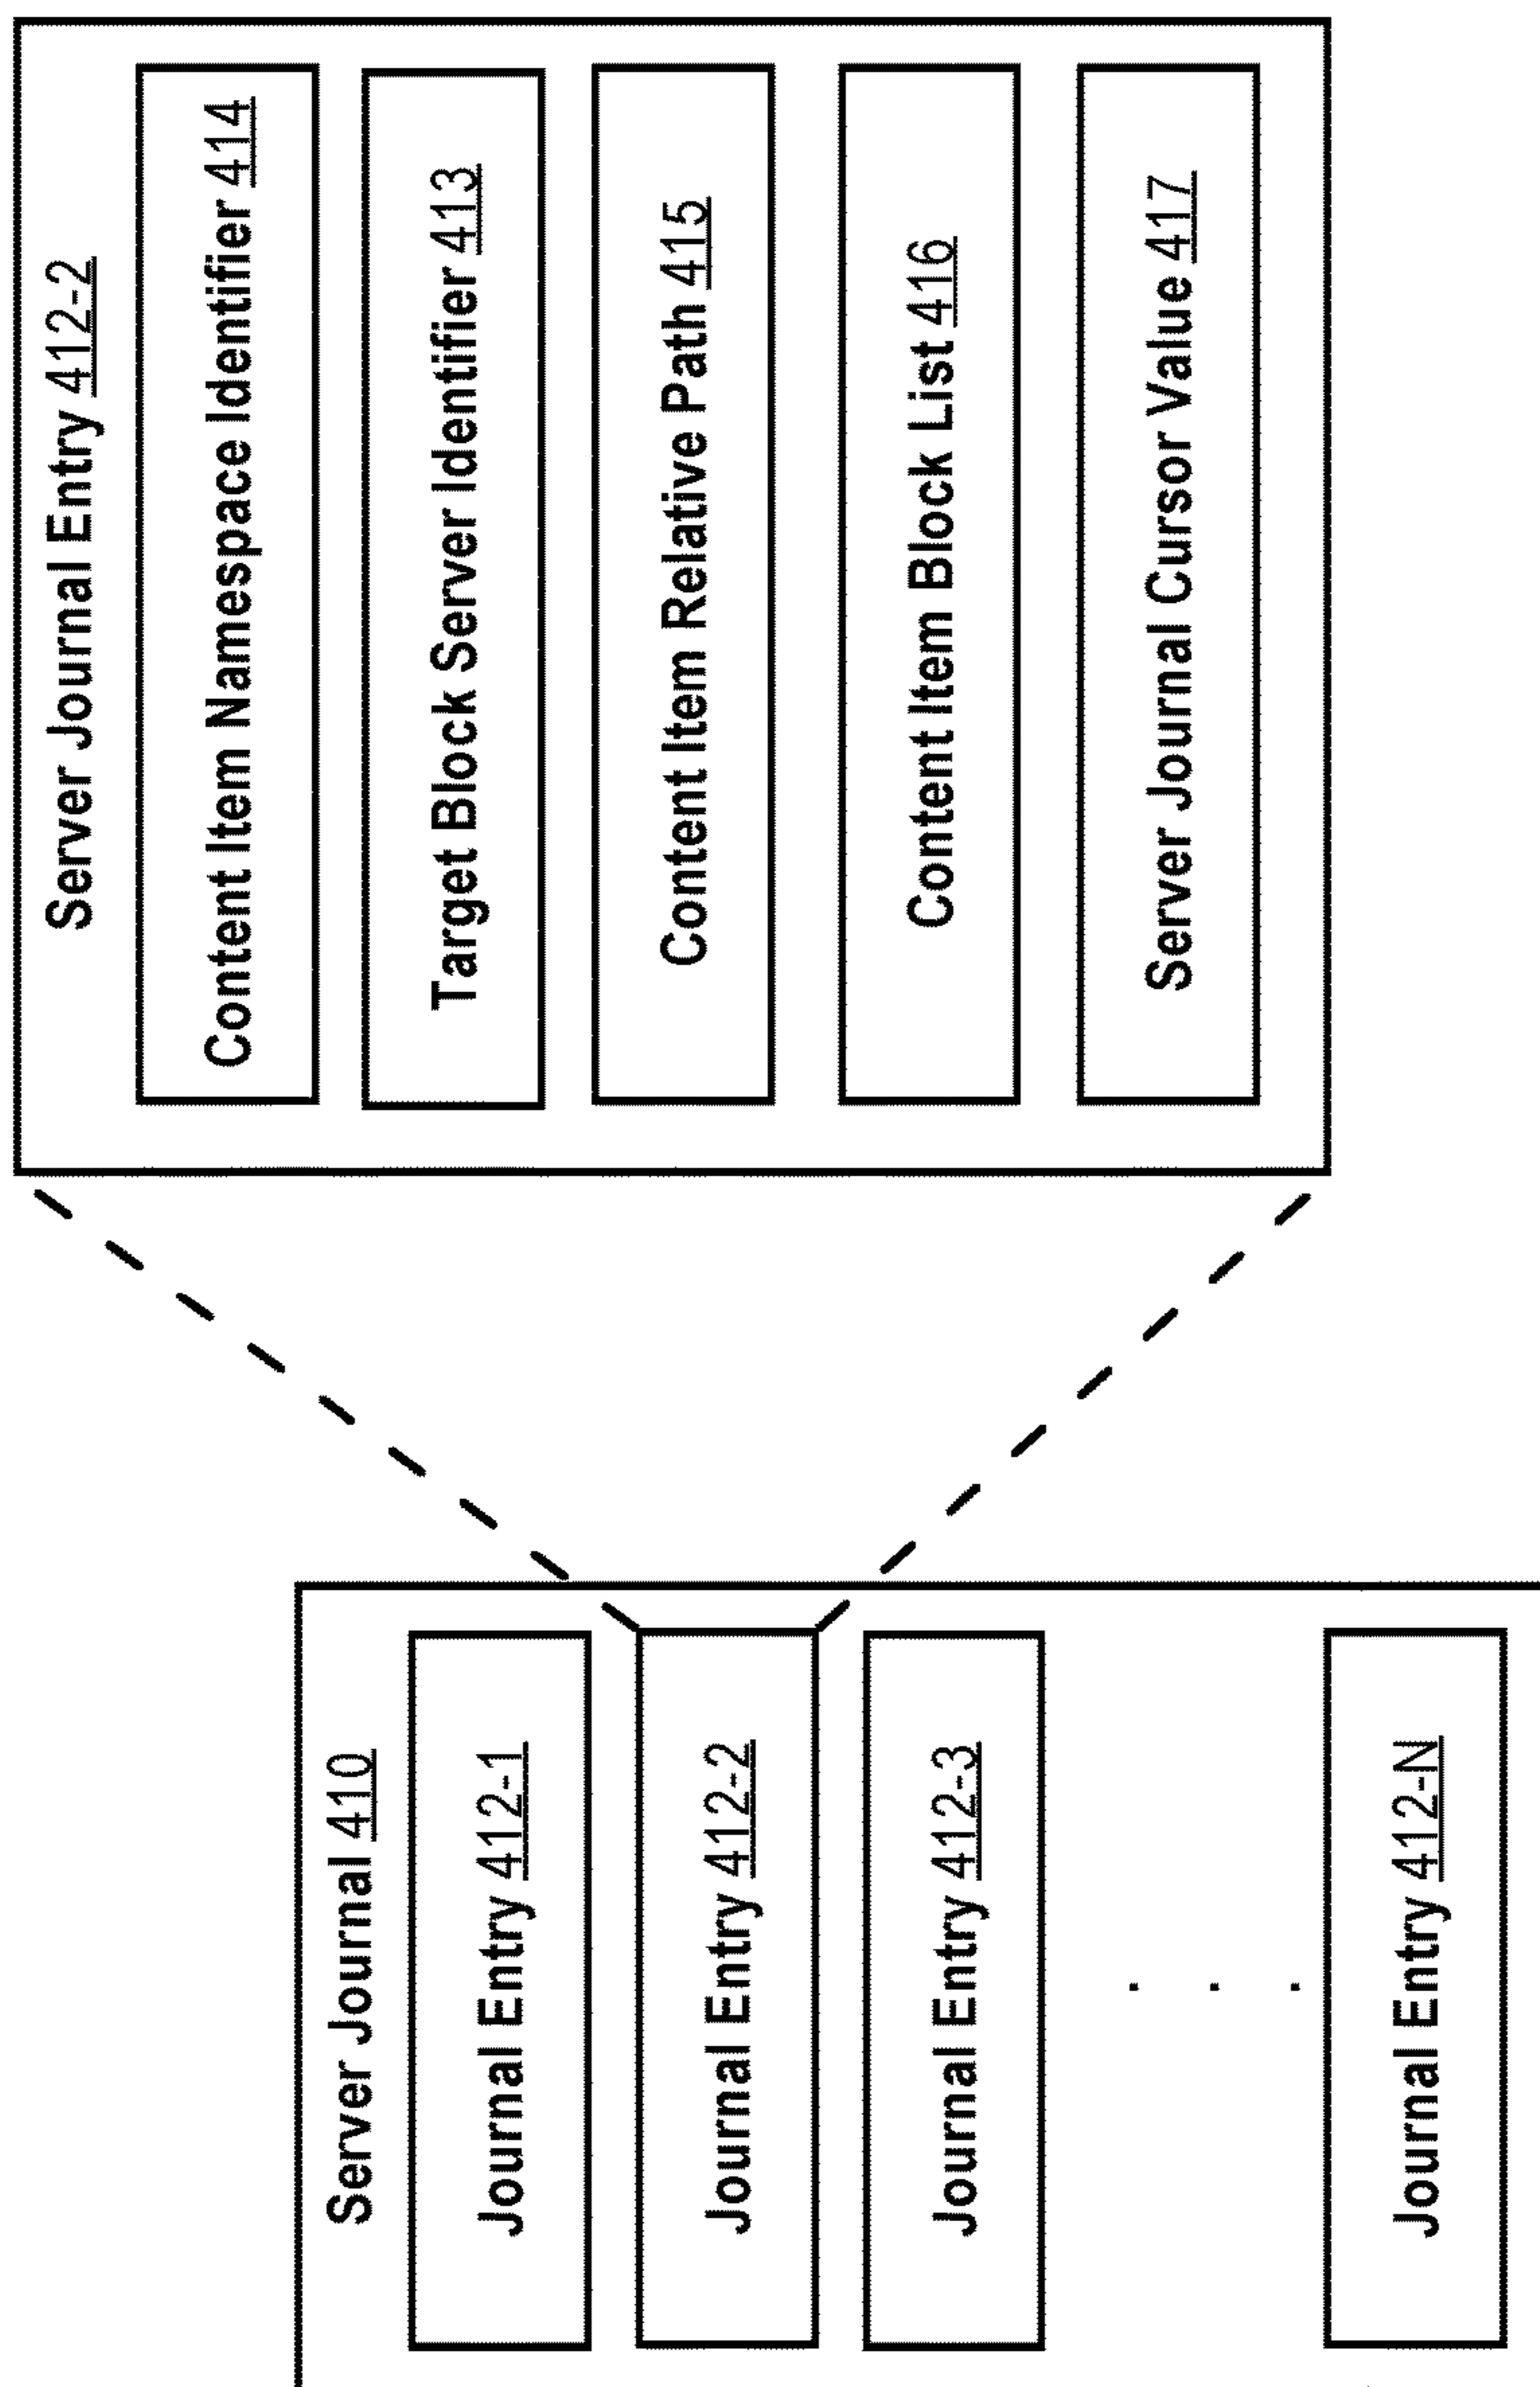 Server Journal 410
Journal Entry 412-1
Journal Entry 412-2
Journal Entry 412-3
. . .
Journal Entry 412-N
Server Journal Entry 412-2
Content Item Namespace Identifier 414
Target Block Server Identifier 413
Content Item Relative Path 415
Content Item Block List 416
Server Journal Cursor Value 417